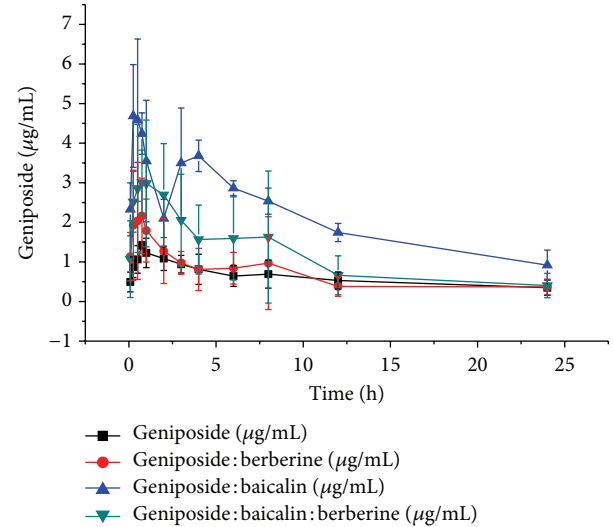 Geniposide (μg/mL)
7
6
5
4
3
2
1
0
−1
0 5 10 15 20 25
Time (h)
Geniposide (μg/mL)
Geniposide : berberine (μg/mL)
Geniposide : baicalin (μg/mL)
Geniposide : baicalin : berberine (μg/mL)